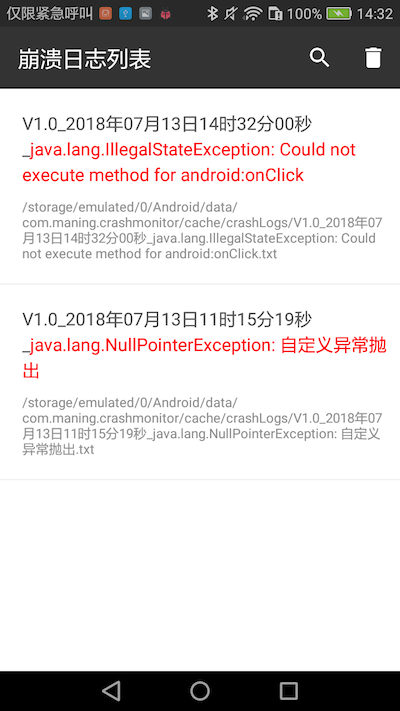 仅限紧急呼叫 100% 14:32
崩溃日志列表
V1.0_2018年07月13日14时32分00秒
_java.lang.IllegalStateException: Could not
execute method for android:onClick
/storage/emulated/0/Android/data/
com.maning.crashmonitor/cache/crashLogs/V1.0_2018年07
月13日14时32分00秒_java.lang.IllegalStateException: Could
not execute method for android:onClick.txt
V1.0_2018年07月13日11时15分19秒
_java.lang.NullPointerException: 自定义异常抛
出
/storage/emulated/0/Android/data/
com.maning.crashmonitor/cache/crashLogs/V1.0_2018年07
月13日11时15分19秒_java.lang.NullPointerException: 自定义
异常抛出.txt